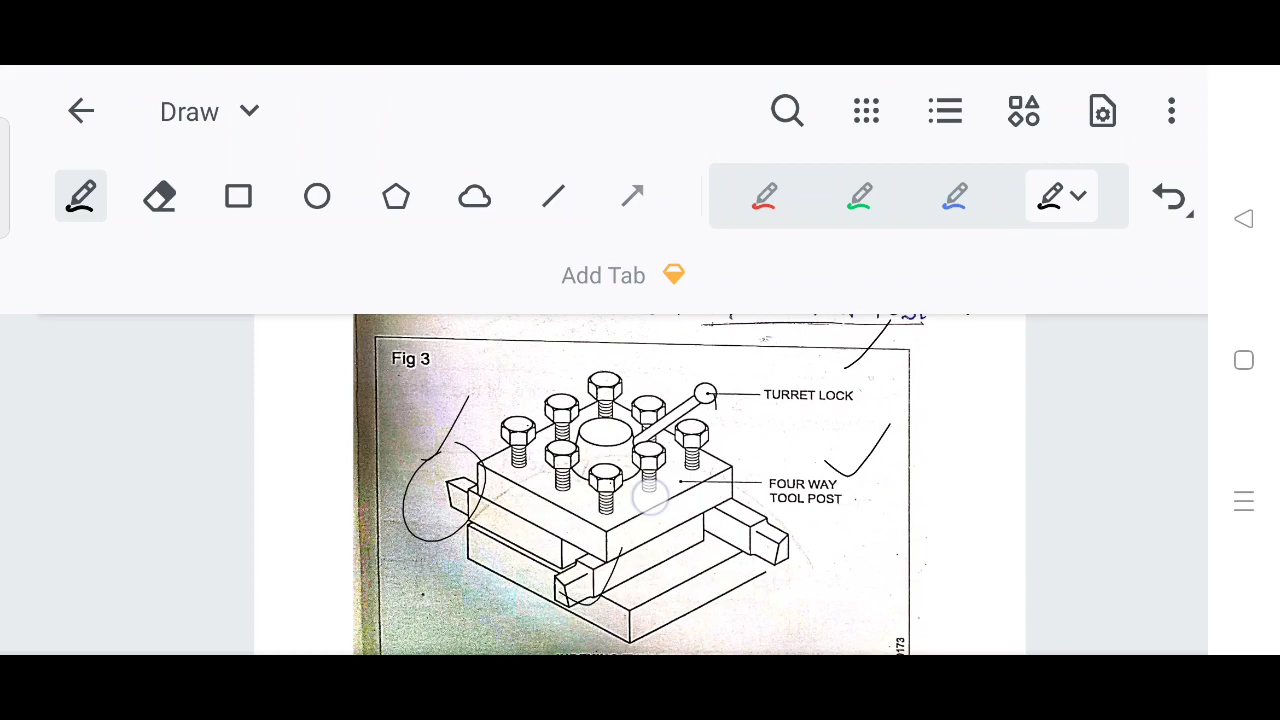 Draw
Add Tab
Fig 3
TURRET LOCK
FOUR WAY
TOOL POST